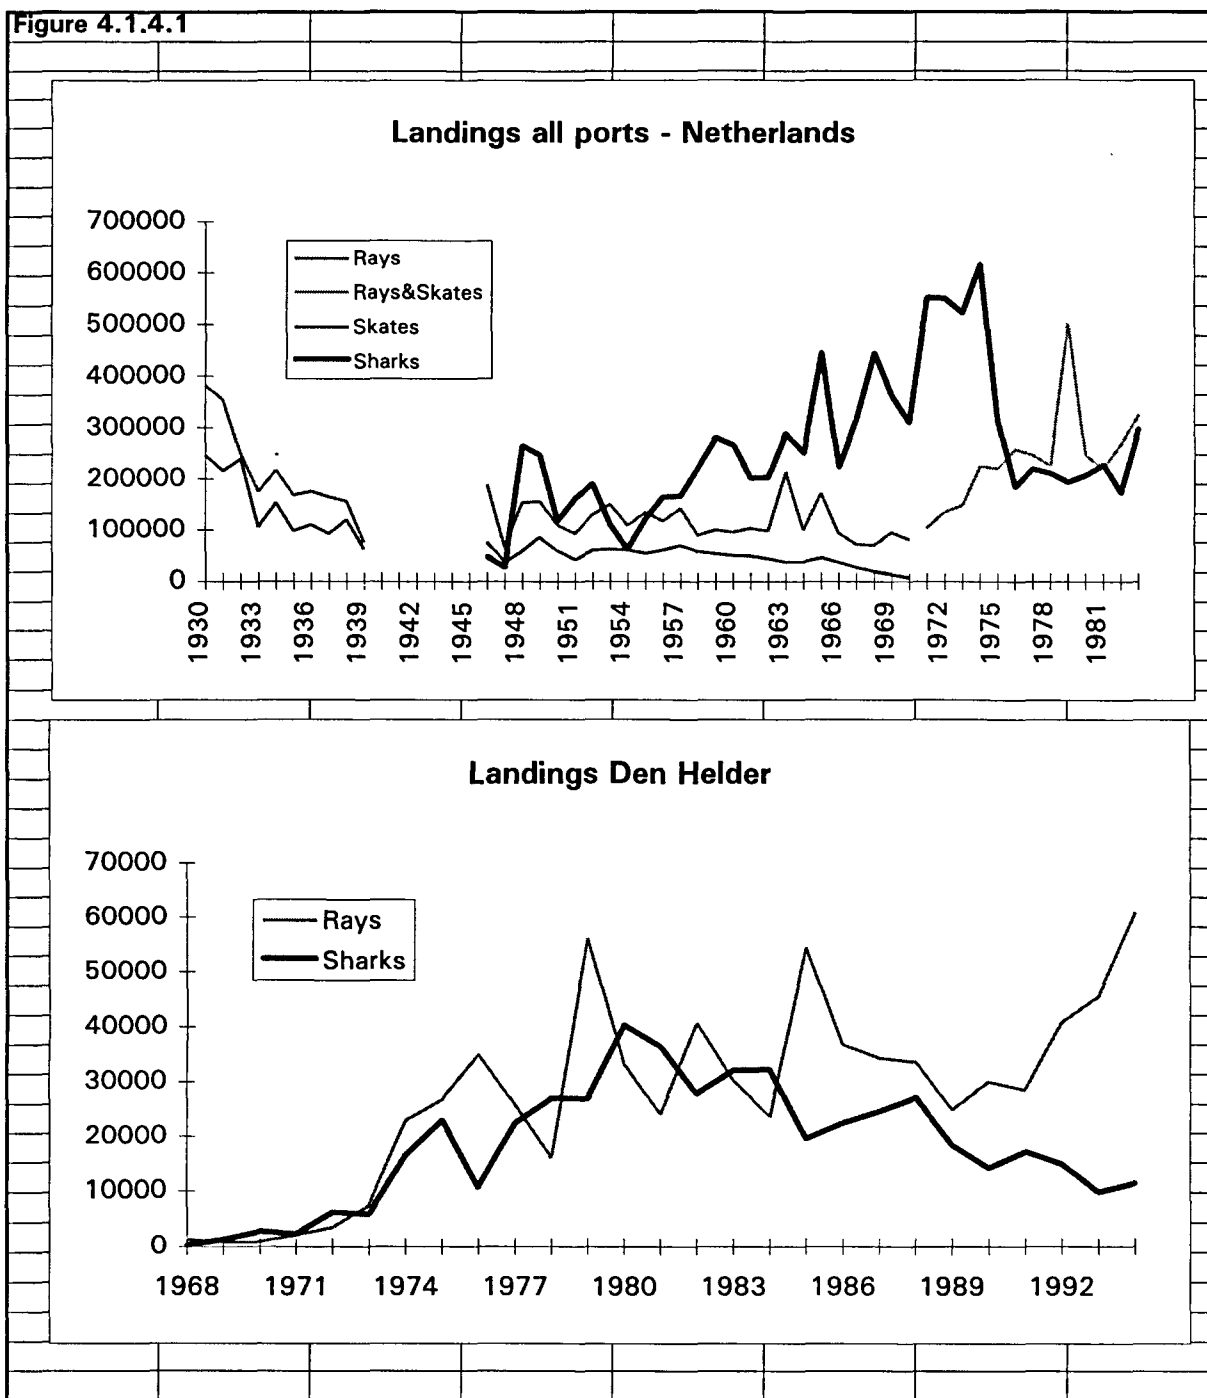 Figure 4.1.4.1
Landings all ports - Netherlands
700000
600000
500000
400000
300000
200000
100000
0
Rays
Rays&Skates
Skates
Sharks
1930 1933 1936 1939 1942 1945 1948 1951 1954 1957 1960 1963 1966 1969 1972 1975 1978 1981
Landings Den Helder
70000
60000
50000
40000
30000
20000
10000
0
Rays
Sharks
1968 1971 1974 1977 1980 1983 1986 1989 1992